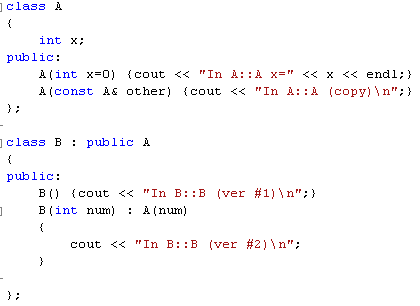 class A
{
    int x;
public:
    A(int x=0) {cout << "In A::A x=" << x << endl;}
    A(const A& other) {cout << "In A::A (copy)\n";}
};
class B : public A
{
public:
    B() {cout << "In B::B (ver #1)\n";}
    B(int num) : A(num)
    {
        cout << "In B::B (ver #2)\n";
    }
};